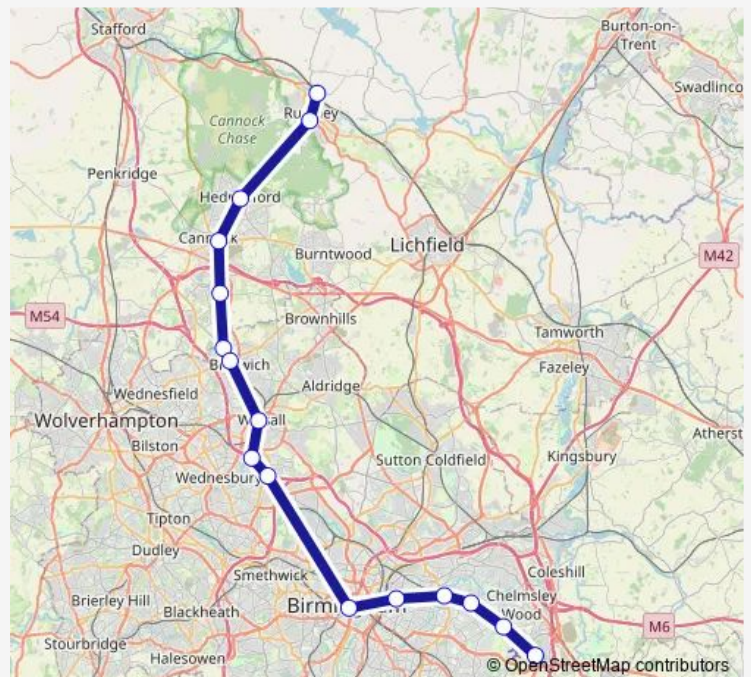 Stafford
Burton-on-
Trent
Swadlinco
Cannock
Chase
Penkridge
Lichfield
Burntwood
M42
M54
Brownhills
Tamworth
Fazeley
Aldridge
Wednesfield
Wolverhampton
Atherst
Bilston
Sutton Coldfield
Kingsbury
Wednesbury
Tipton
Dudley
Smethwick
Coleshill
Chelmsley
Wood
Brierley Hill
Blackheath
M6
Stourbridge
Halesowen
© OpenStreetMap contributors